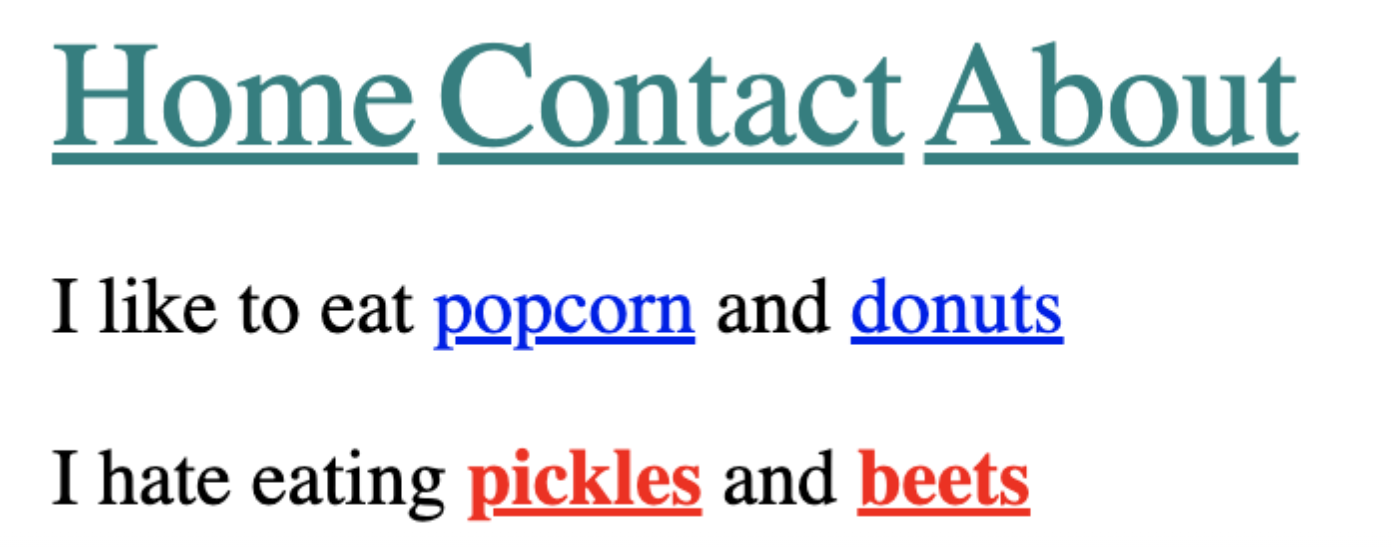 Home Contact About
I like to eat popcorn and donuts
I hate eating pickles and beets